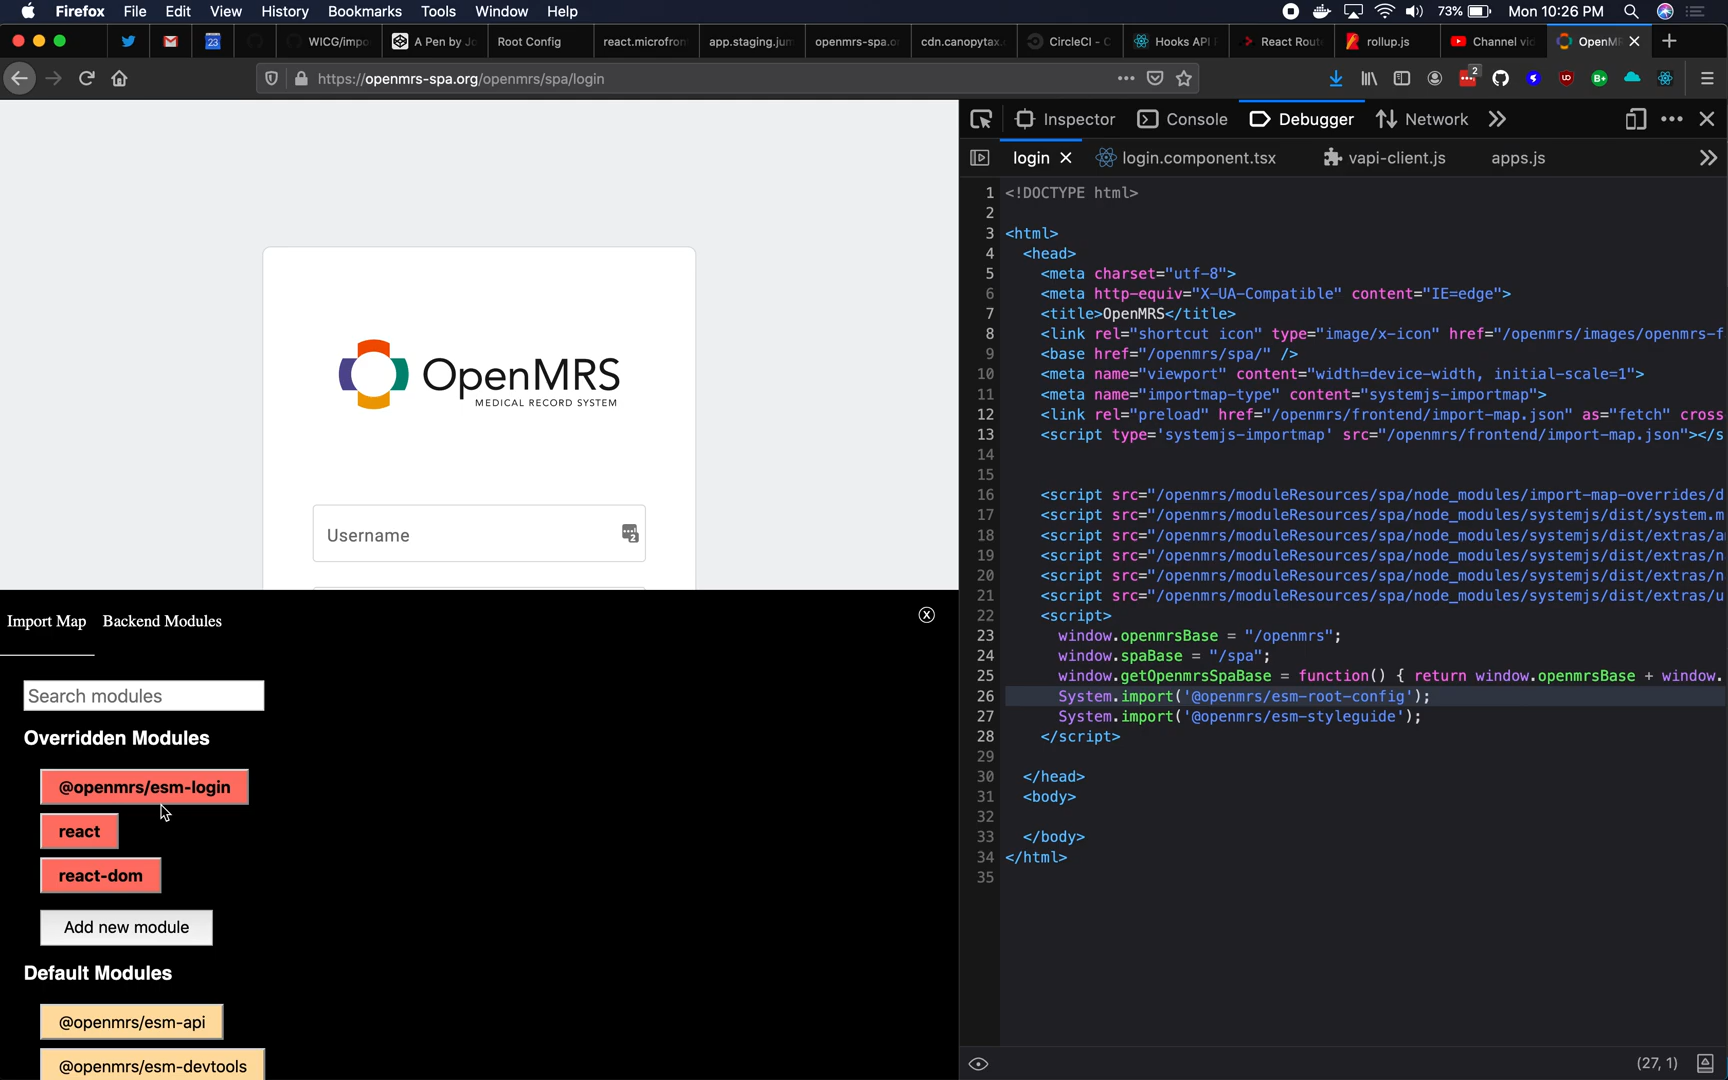 Firefox File Edit View History Bookmarks Tools Window Help 73% Mon 10:26 PM
23 WICG/impo A Pen by Jo Root Config react.microfron app.staging.jum openmrs-spa.o cdn.canopytax. CircleCI - C Hooks API F React Rout rollup.js Channel vid OpenM
https://openmrs-spa.org/openmrs/spa/login
2
Inspector Console Debugger Network
login login.component.tsx vapi-client.js apps.js
OpenMRS
MEDICAL RECORD SYSTEM
Username
Import Map Backend Modules
Search modules
Overridden Modules
@openmrs/esm-login
react
react-dom
Add new module
Default Modules
@openmrs/esm-api
@openmrs/esm-devtools
1 <!DOCTYPE html>
2
3 <html>
4 <head>
5 <meta charset="utf-8">
6 <meta http-equiv="X-UA-Compatible" content="IE=edge">
7 <title>OpenMRS</title>
8 <link rel="shortcut icon" type="image/x-icon" href="/openmrs/images/openmrs-f
9 <base href="/openmrs/spa/" />
10 <meta name="viewport" content="width=device-width, initial-scale=1">
11 <meta name="importmap-type" content="systemjs-importmap">
12 <link rel="preload" href="/openmrs/frontend/import-map.json" as="fetch" cross
13 <script type='systemjs-importmap' src="/openmrs/frontend/import-map.json"></s
14
15
16 <script src="/openmrs/moduleResources/spa/node_modules/import-map-overrides/d
17 <script src="/openmrs/moduleResources/spa/node_modules/systemjs/dist/system.m
18 <script src="/openmrs/moduleResources/spa/node_modules/systemjs/dist/extras/a
19 <script src="/openmrs/moduleResources/spa/node_modules/systemjs/dist/extras/n
20 <script src="/openmrs/moduleResources/spa/node_modules/systemjs/dist/extras/n
21 <script src="/openmrs/moduleResources/spa/node_modules/systemjs/dist/extras/u
22 <script>
23 window.openmrsBase = "/openmrs";
24 window.spaBase = "/spa";
25 window.getOpenmrsSpaBase = function() { return window.openmrsBase + window.
26 System.import('@openmrs/esm-root-config');
27 System.import('@openmrs/esm-styleguide');
28 </script>
29
30 </head>
31 <body>
32
33 </body>
34 </html>
35
(27, 1)